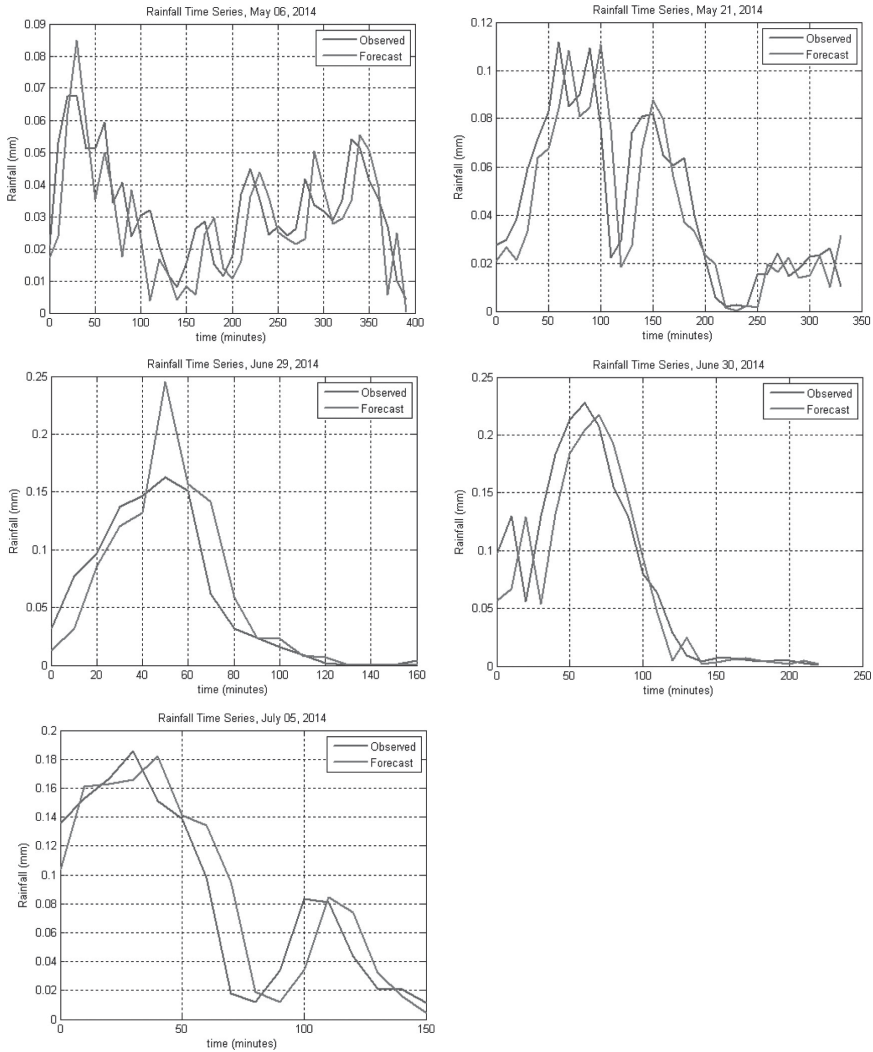 Rainfall Time Series, May 06, 2014
0.09
0.08
0.07
0.06
0.05
0.04
0.03
0.02
0.01
0
Rainfall (mm)
Observed
Forecast
0 50 100 150 200 250 300 350 400
time (minutes)
Rainfall Time Series, May 21, 2014
0.12
0.1
0.08
0.06
0.04
0.02
0
Rainfall (mm)
Observed
Forecast
0 50 100 150 200 250 300 350
time (minutes)
Rainfall Time Series, June 29, 2014
0.25
0.2
0.15
0.1
0.05
0
Rainfall (mm)
Observed
Forecast
0 20 40 60 80 100 120 140 160
time (minutes)
Rainfall Time Series, June 30, 2014
0.25
0.2
0.15
0.1
0.05
0
Rainfall (mm)
Observed
Forecast
0 50 100 150 200 250
time (minutes)
Rainfall Time Series, July 05, 2014
0.2
0.18
0.16
0.14
0.12
0.1
0.08
0.06
0.04
0.02
0
Rainfall (mm)
Observed
Forecast
0 50 100 150
time (minutes)